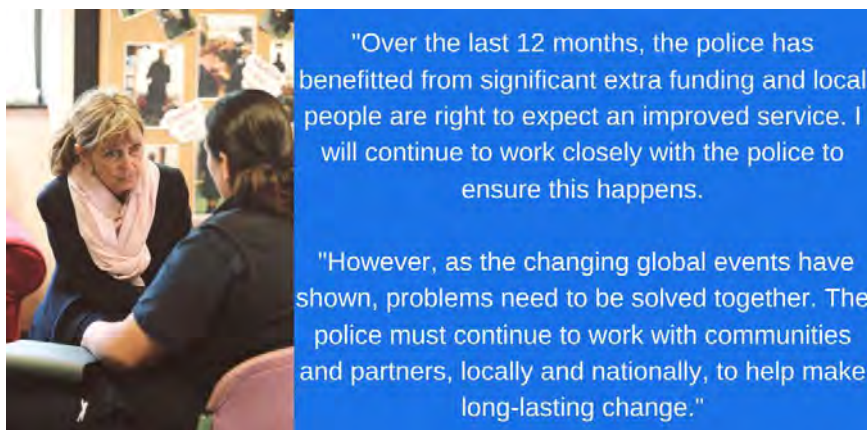 "Over the last 12 months, the police has
benefitted from significant extra funding and local
people are right to expect an improved service. I
will continue to work closely with the police to
ensure this happens.
"However, as the changing global events have
shown, problems need to be solved together. The
police must continue to work with communities
and partners, locally and nationally, to help make
long-lasting change."